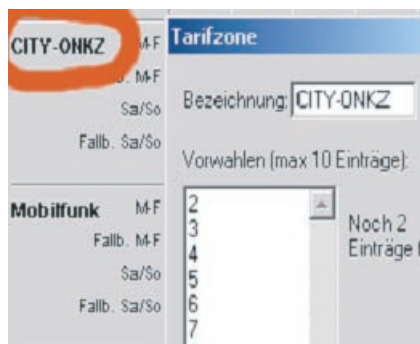 CITY-ONKZ M-F
M-F
Sa/So
Fallb. Sa/So
Mobilfunk M-F
Fallb. M-F
Sa/So
Fallb. Sa/So
Tarifzone
Bezeichnung: CITY-ONKZ
Vorwahlen (max 10 Einträge):
2
3
4
5
6
7
Noch 2
Einträge